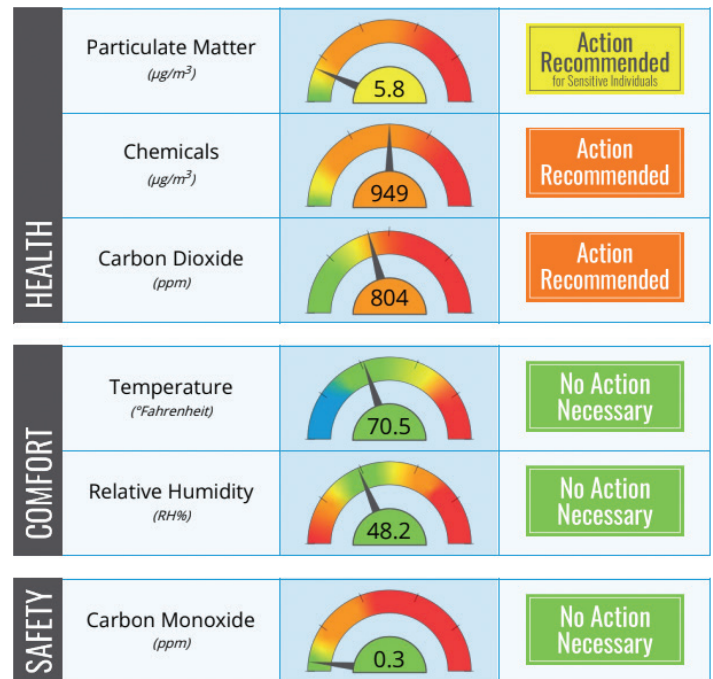 HEALTH
Particulate Matter
(µg/m³)
5.8
Action
Recommended
for Sensitive Individuals
Chemicals
(µg/m³)
949
Action
Recommended
Carbon Dioxide
(ppm)
804
Action
Recommended
COMFORT
Temperature
(°Fahrenheit)
70.5
No Action
Necessary
Relative Humidity
(RH%)
48.2
No Action
Necessary
SAFETY
Carbon Monoxide
(ppm)
0.3
No Action
Necessary